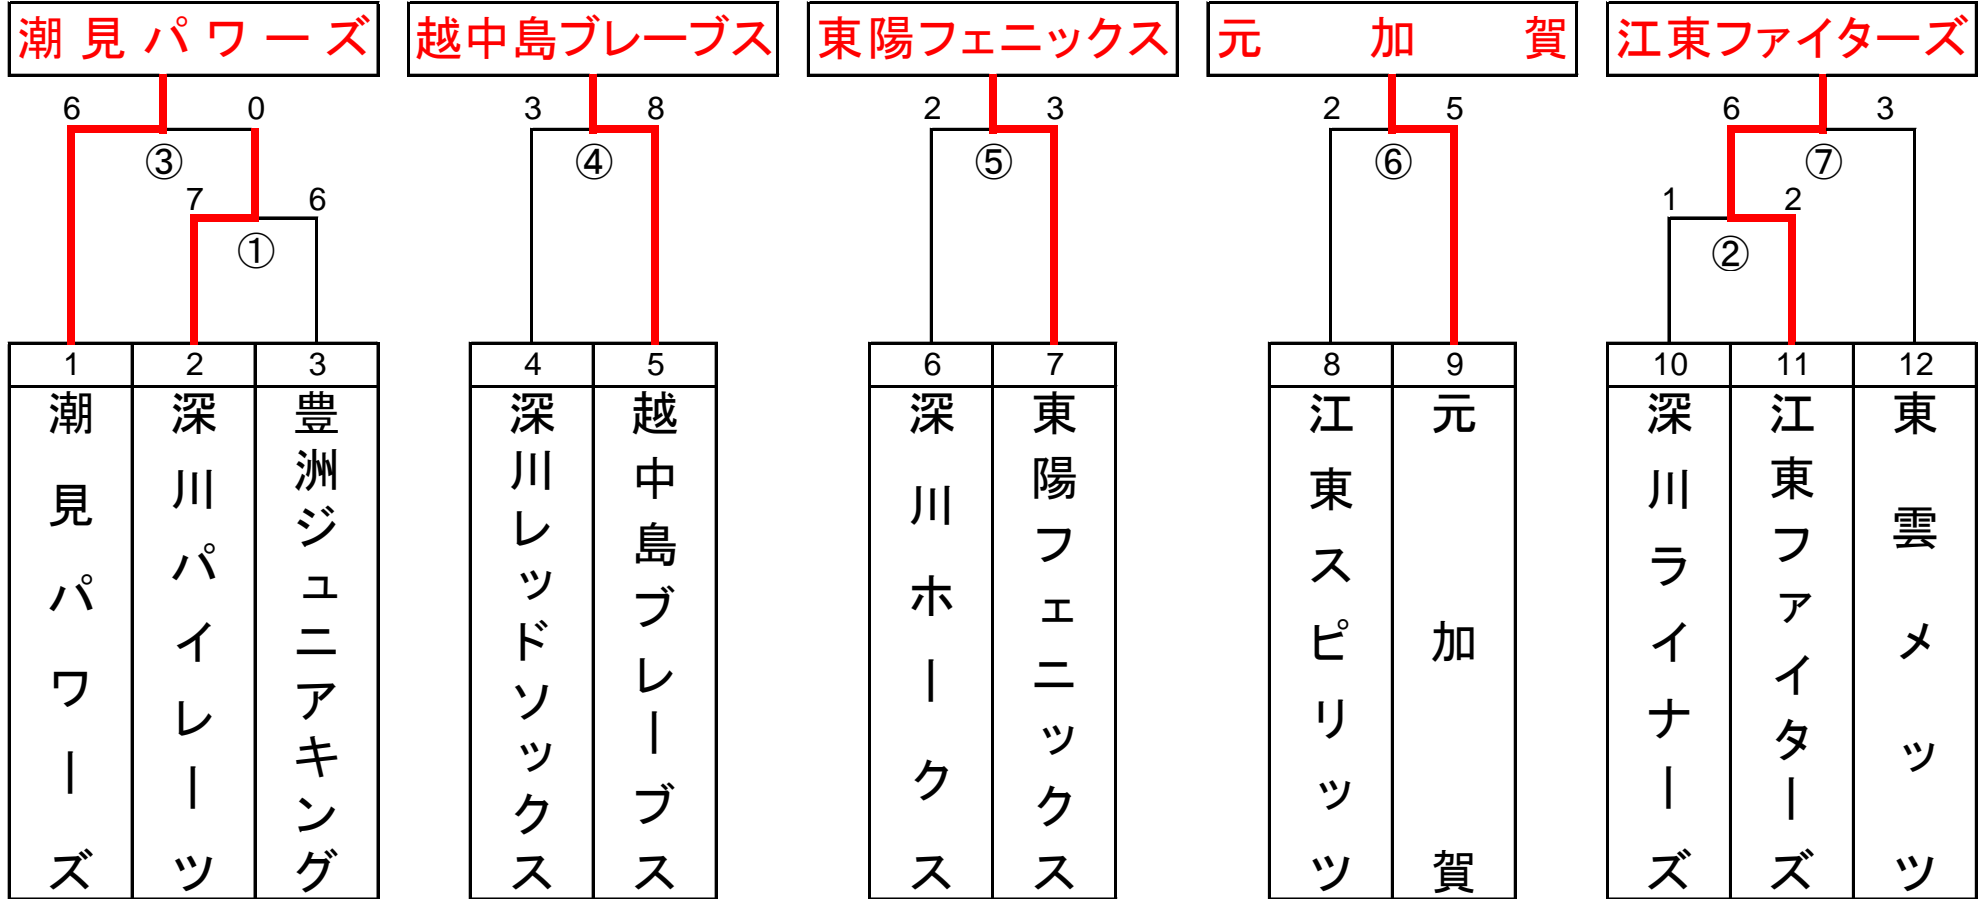 潮見パワーズ
越中島ブレーブス
東陽フェニックス
元加賀
江東ファイターズ
6 0
3 8
2 3
2 5
6 3
③
④
⑤
⑥
⑦
7 6
1 2
①
②
1
2
3
4
5
6
7
8
9
10
11
12
潮見パワーズ
深川パイレーツ
豊洲ジュニアキング
深川レッドソックス
越中島ブレーブス
深川ホークス
東陽フェニックス
江東スピリッツ
元加賀
深川ライナーズ
江東ファイターズ
東雲メッツ